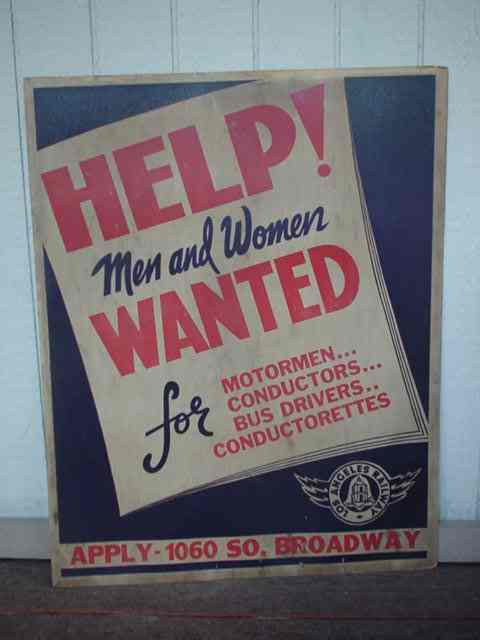 HELP!
Men and Women
WANTED
for
MOTORMEN...
CONDUCTORS...
BUS DRIVERS..
CONDUCTORETTES
LOS ANGELES RAILWAY
APPLY-1060 SO. BROADWAY